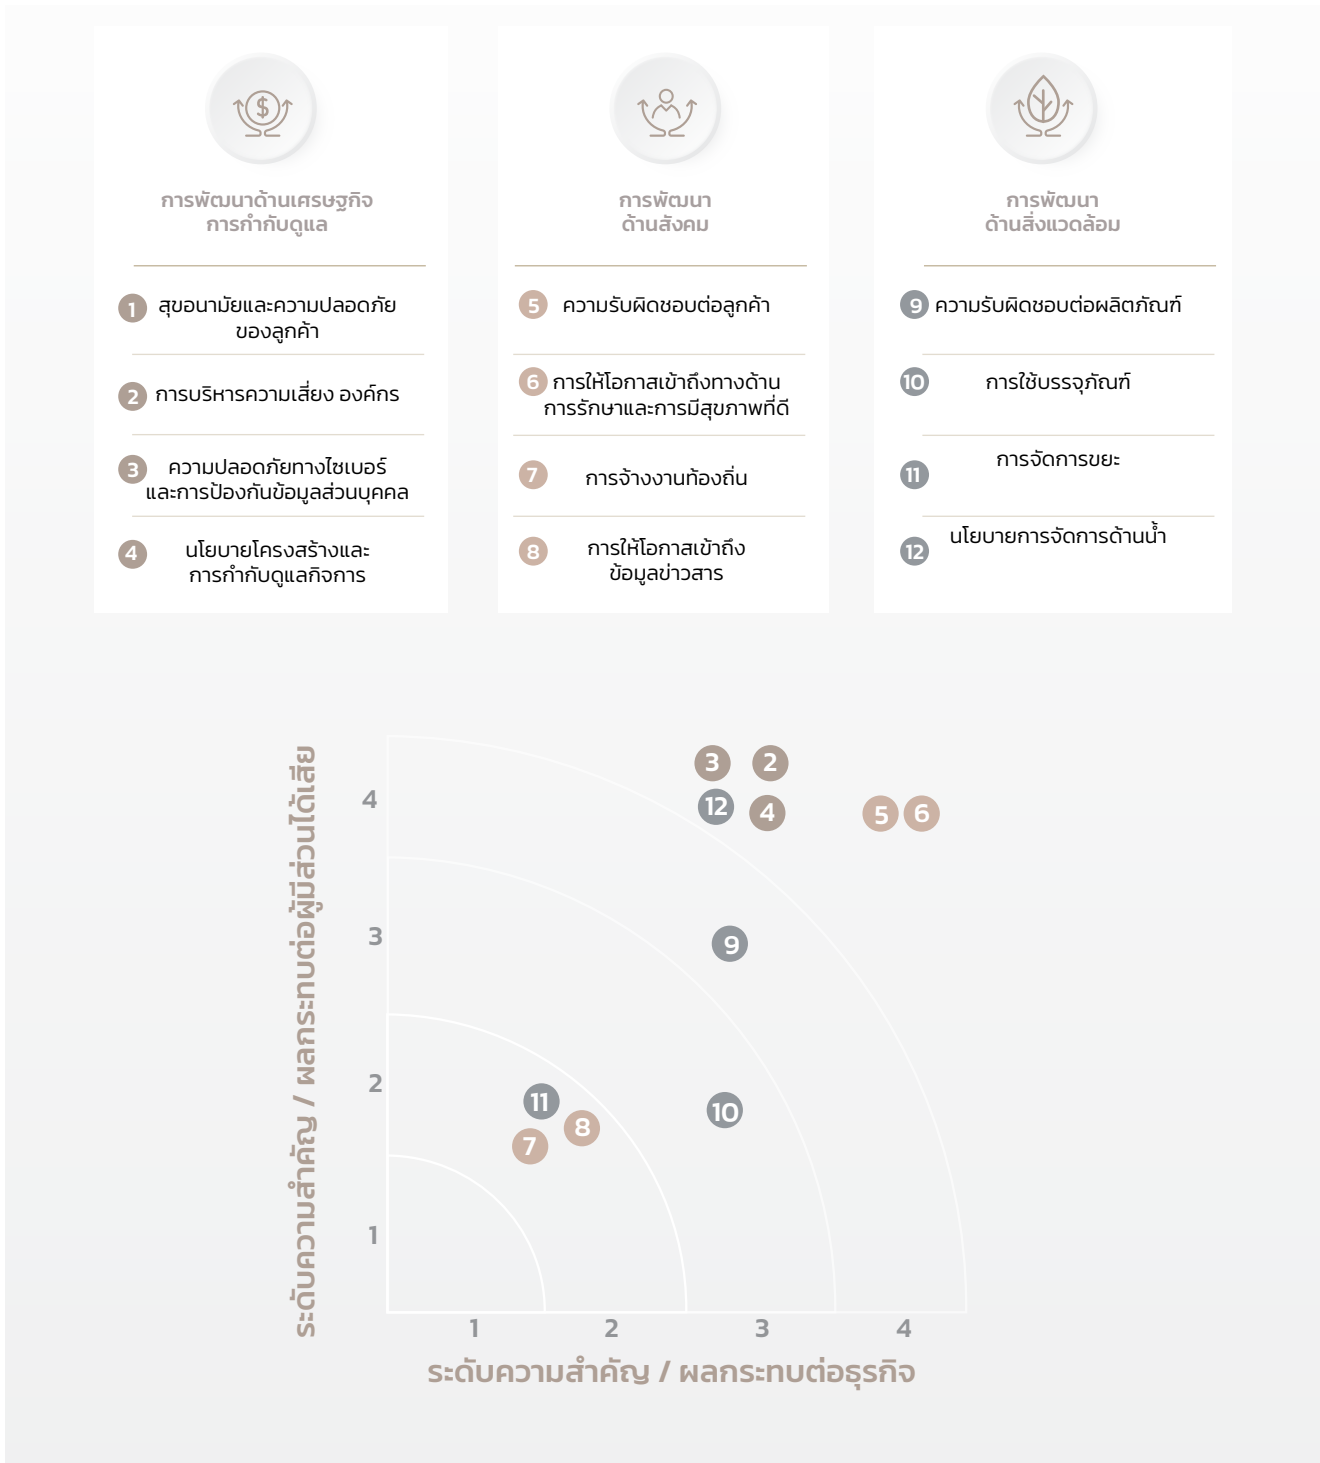 การพัฒนาด้านเศรษฐกิจ
การกำกับดูแล
1 สุขอนามัยและความปลอดภัย
ของลูกค้า
2 การบริหารความเสี่ยง องค์กร
3 ความปลอดภัยทางไซเบอร์
และการป้องกันข้อมูลส่วนบุคคล
4 นโยบายโครงสร้างและ
การกำกับดูแลกิจการ
การพัฒนา
ด้านสังคม
5 ความรับผิดชอบต่อลูกค้า
6 การให้โอกาสเข้าถึงทางด้าน
การรักษาและการมีสุขภาพที่ดี
7 การจ้างงานท้องถิ่น
8 การให้โอกาสเข้าถึง
ข้อมูลข่าวสาร
การพัฒนา
ด้านสิ่งแวดล้อม
9 ความรับผิดชอบต่อผลิตภัณฑ์
10 การใช้บรรจุภัณฑ์
11 การจัดการขยะ
12 นโยบายการจัดการด้านน้ำ
ระดับความสำคัญ / ผลกระทบต่อผู้มีส่วนได้เสีย
4
3
2
1
3 2
12 4 5 6
9
11 10
8
7
1 2 3 4
ระดับความสำคัญ / ผลกระทบต่อธุรกิจ